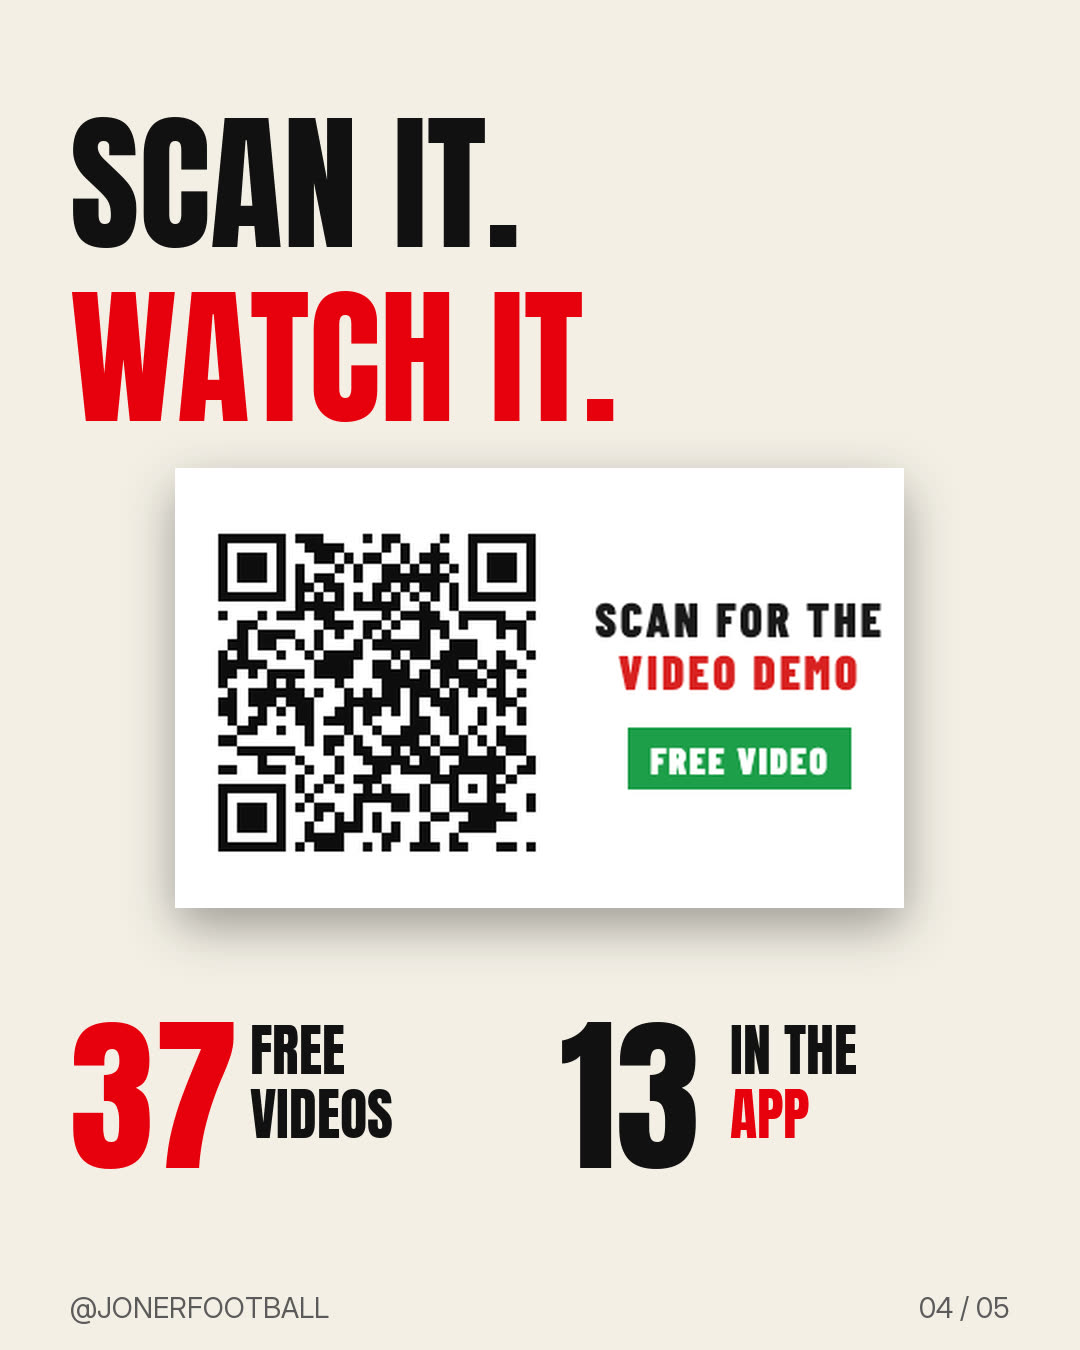 SCAN IT.
WATCH IT.
SCAN FOR THE
VIDEO DEMO
FREE VIDEO
37 FREE
VIDEOS
13 IN THE
APP
@JONERFOOTBALL
04 / 05